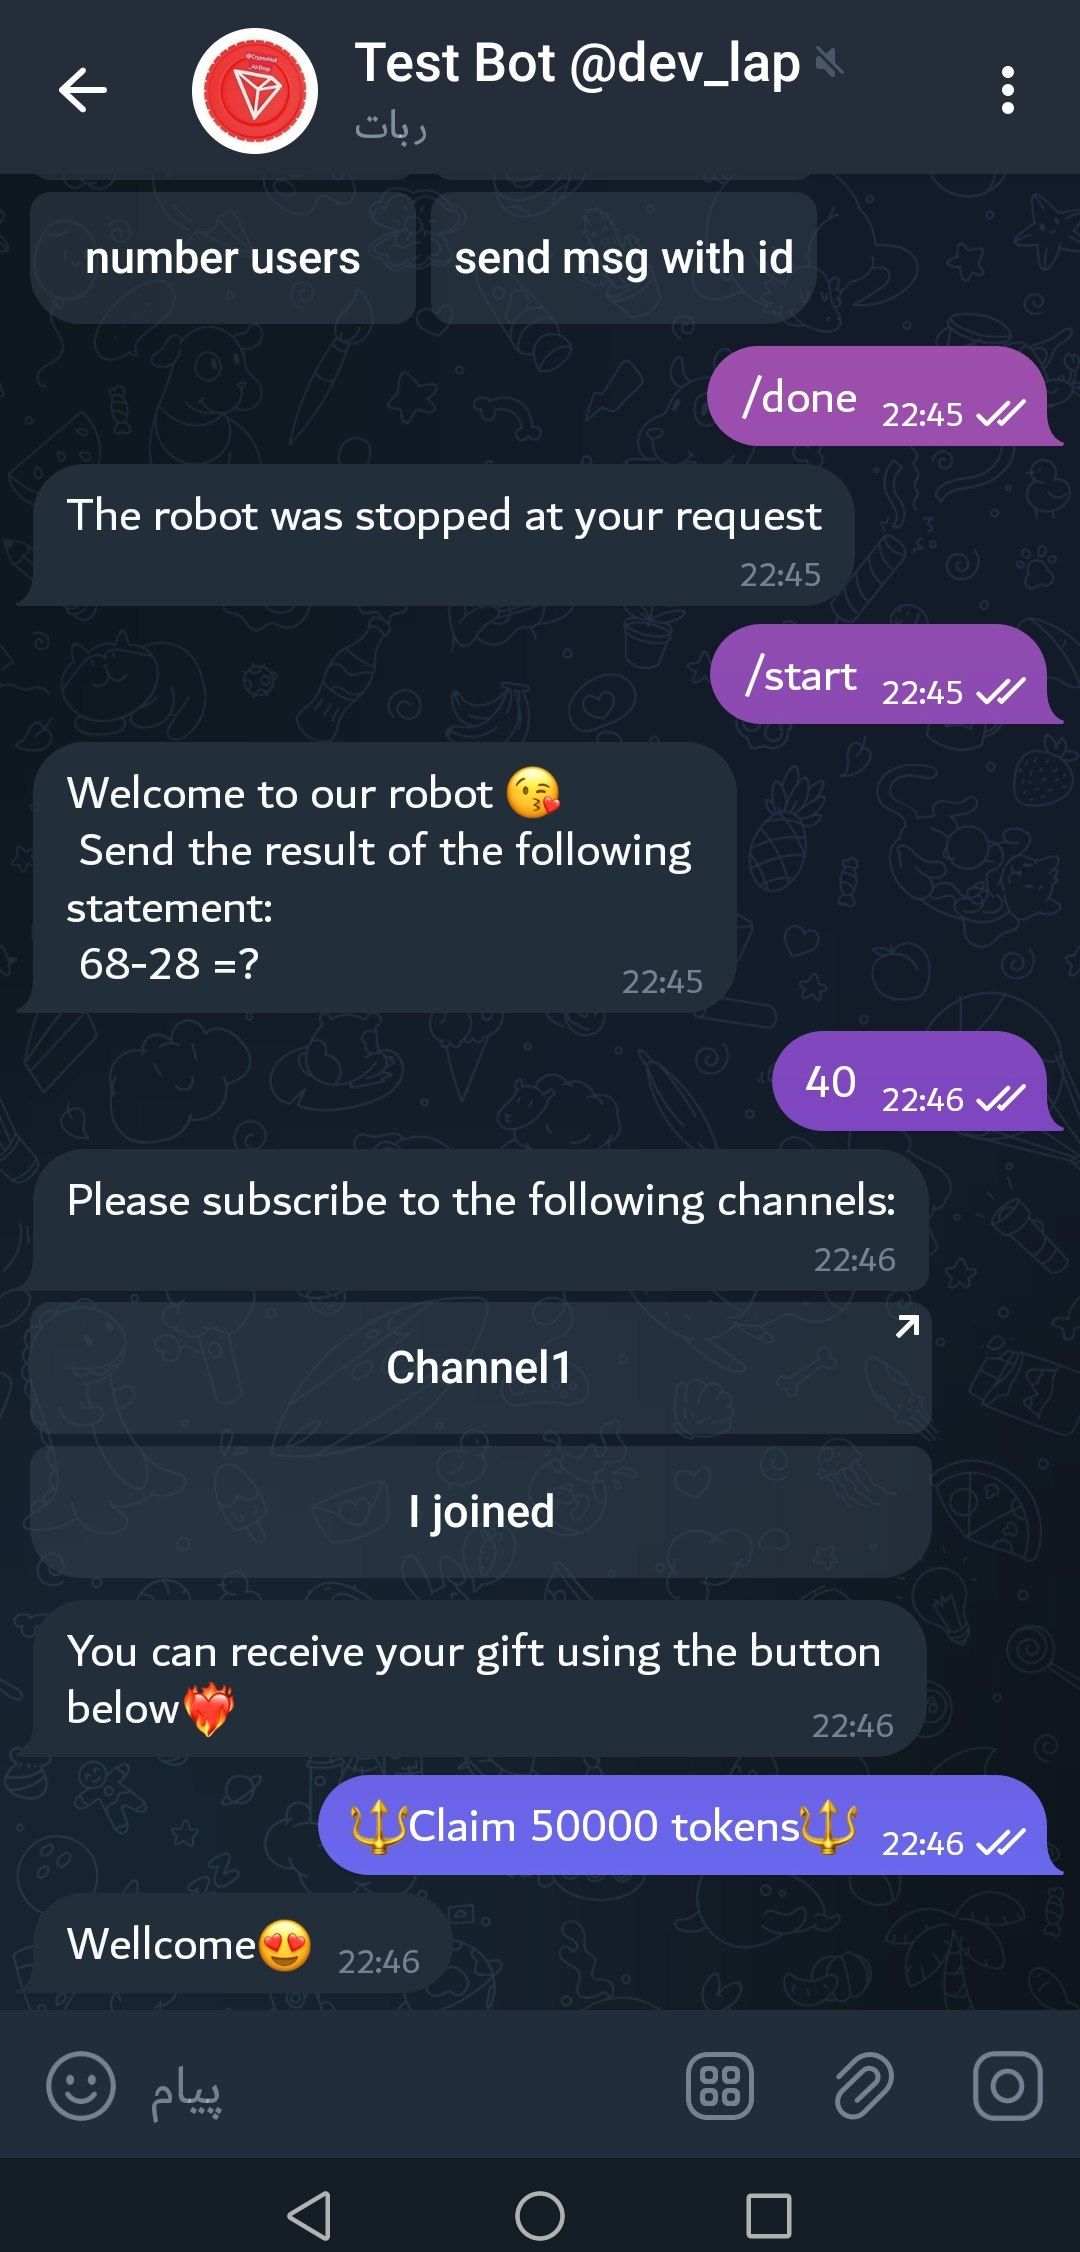 Test Bot @dev_lap
ربات
number users
send msg with id
/done 22:45
The robot was stopped at your request
22:45
/start 22:45
Welcome to our robot 😘
Send the result of the following
statement:
68-28 =?
22:45
40 22:46
Please subscribe to the following channels:
22:46
Channel1
I joined
You can receive your gift using the button
below❤️‍🔥
22:46
🔱Claim 50000 tokens🔱 22:46
Wellcome😍 22:46
پیام